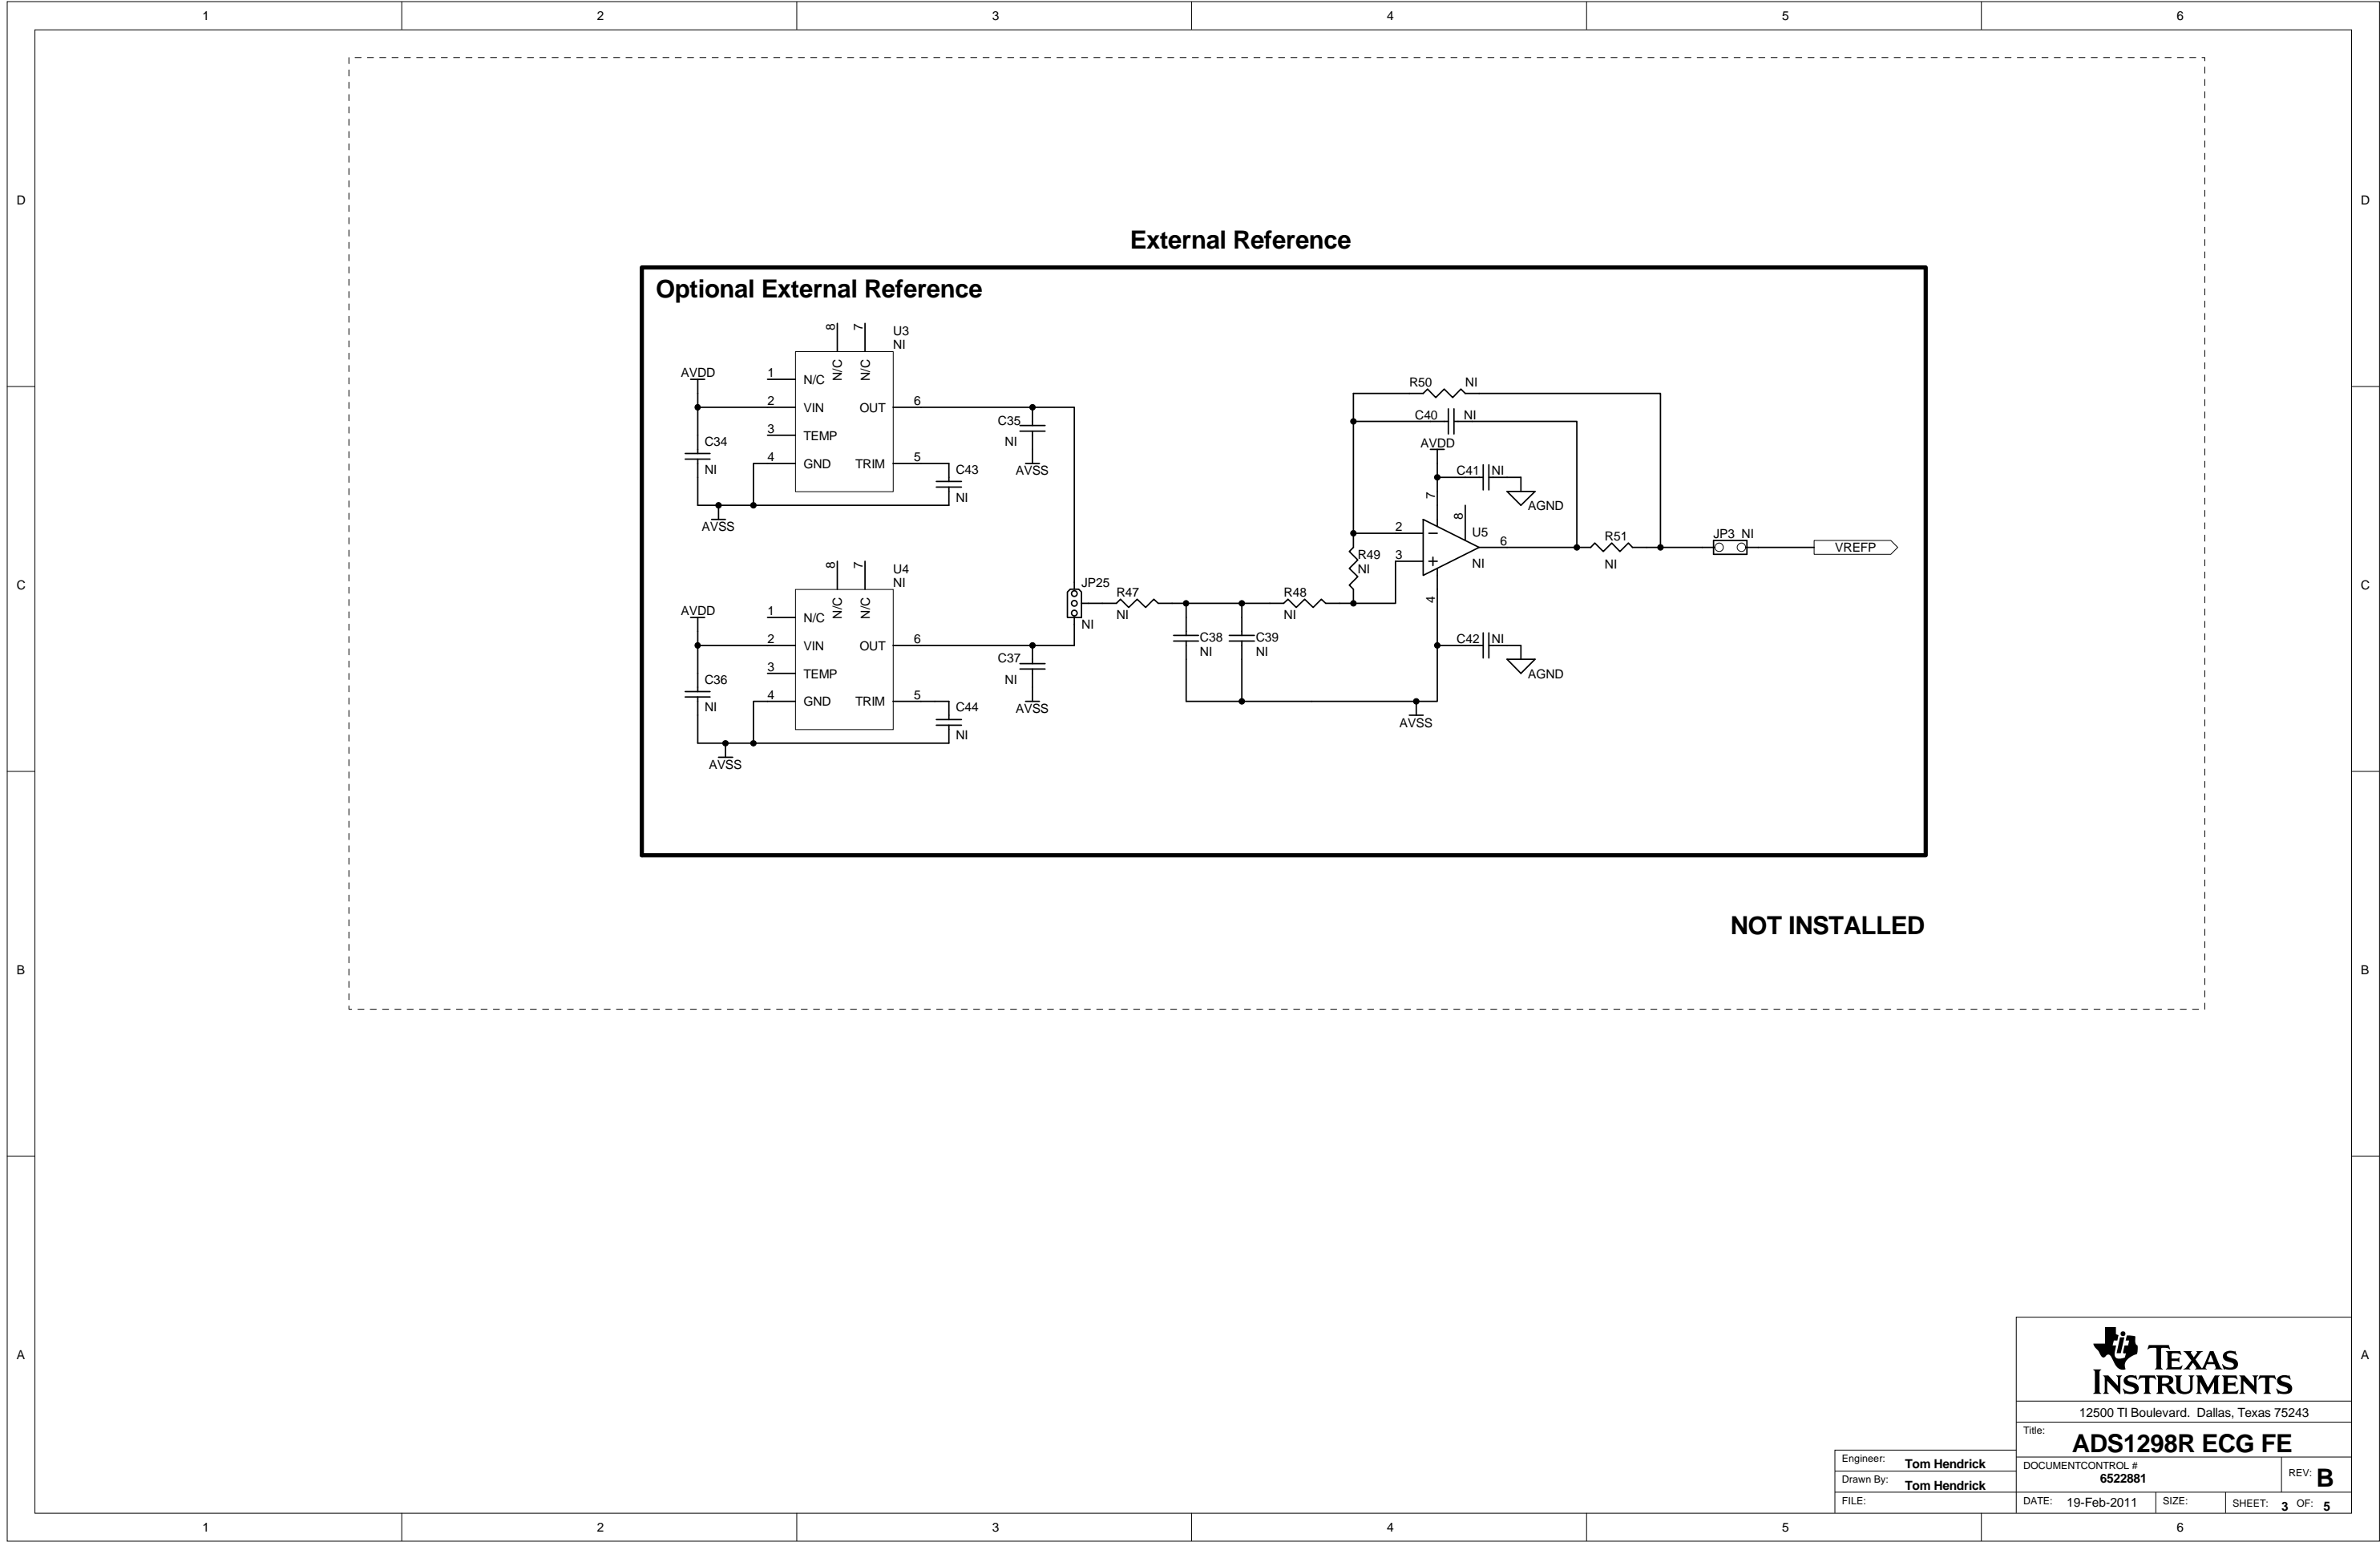 1 2 3 4 5 6
D D
External Reference
Optional External Reference
U3
NI
8 7
N/C N/C
AVDD
1 N/C
2 VIN OUT 6
3 TEMP
4 GND TRIM 5
C34
NI
C43
NI
C35
NI
AVSS
AVSS
U4
NI
8 7
N/C N/C
AVDD
1 N/C
2 VIN OUT 6
3 TEMP
4 GND TRIM 5
C36
NI
C44
NI
C37
NI
AVSS
AVSS
JP25
NI
R47
NI
C38
NI
C39
NI
R48
NI
R49
NI
R50 NI
C40 NI
AVDD
C41 NI
AGND
7
8
2
3
U5
NI
6
4
C42 NI
AGND
AVSS
R51
NI
JP3 NI
VREFP
C C
NOT INSTALLED
B B
A A
TEXAS
INSTRUMENTS
12500 TI Boulevard. Dallas, Texas 75243
Title:
ADS1298R ECG FE
Engineer: Tom Hendrick
Drawn By: Tom Hendrick
FILE:
DOCUMENTCONTROL #
6522881
REV: B
DATE: 19-Feb-2011
SIZE:
SHEET: 3 OF: 5
1 2 3 4 5 6